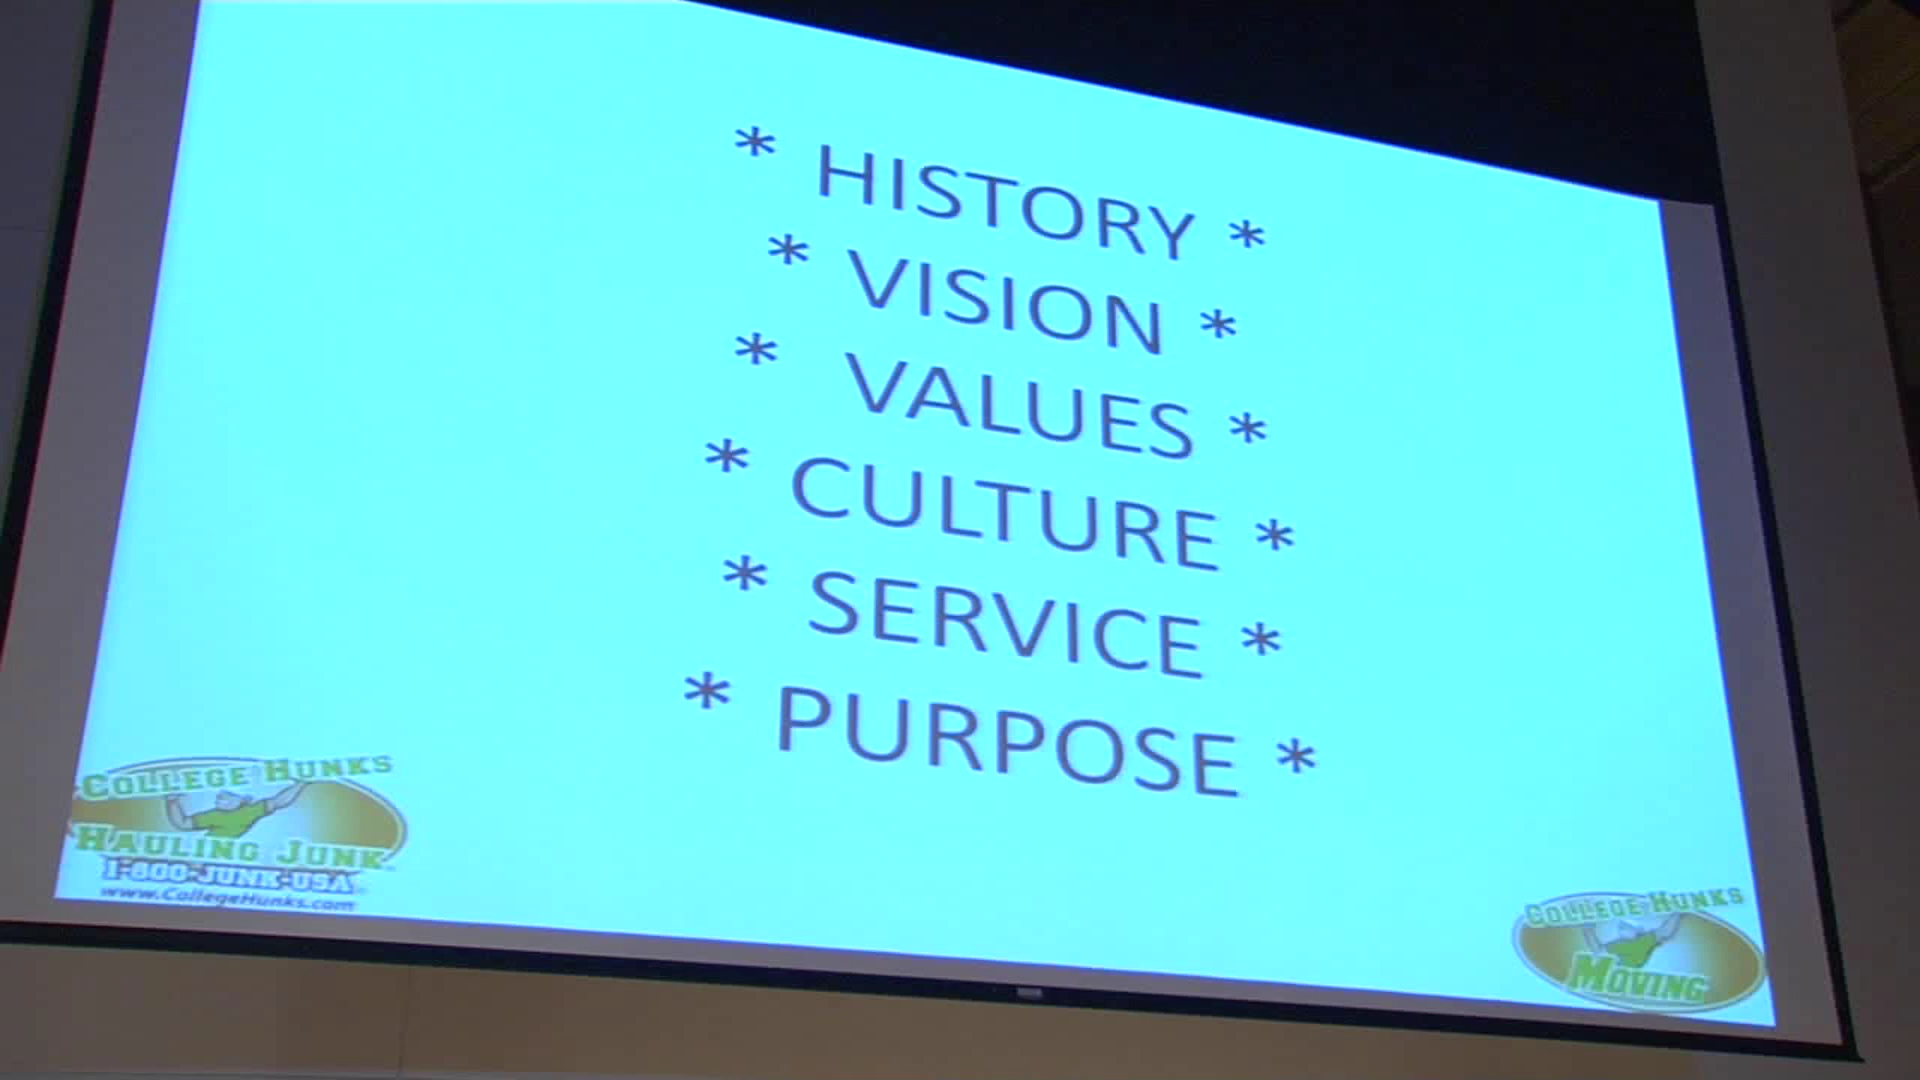 * HISTORY *
* VISION *
* VALUES *
* CULTURE *
* SERVICE *
* PURPOSE *
COLLEGE HUNKS
HAULING JUNK
1-800-JUNK-USA
www.CollegeHunks.com
COLLEGE HUNKS
MOVING